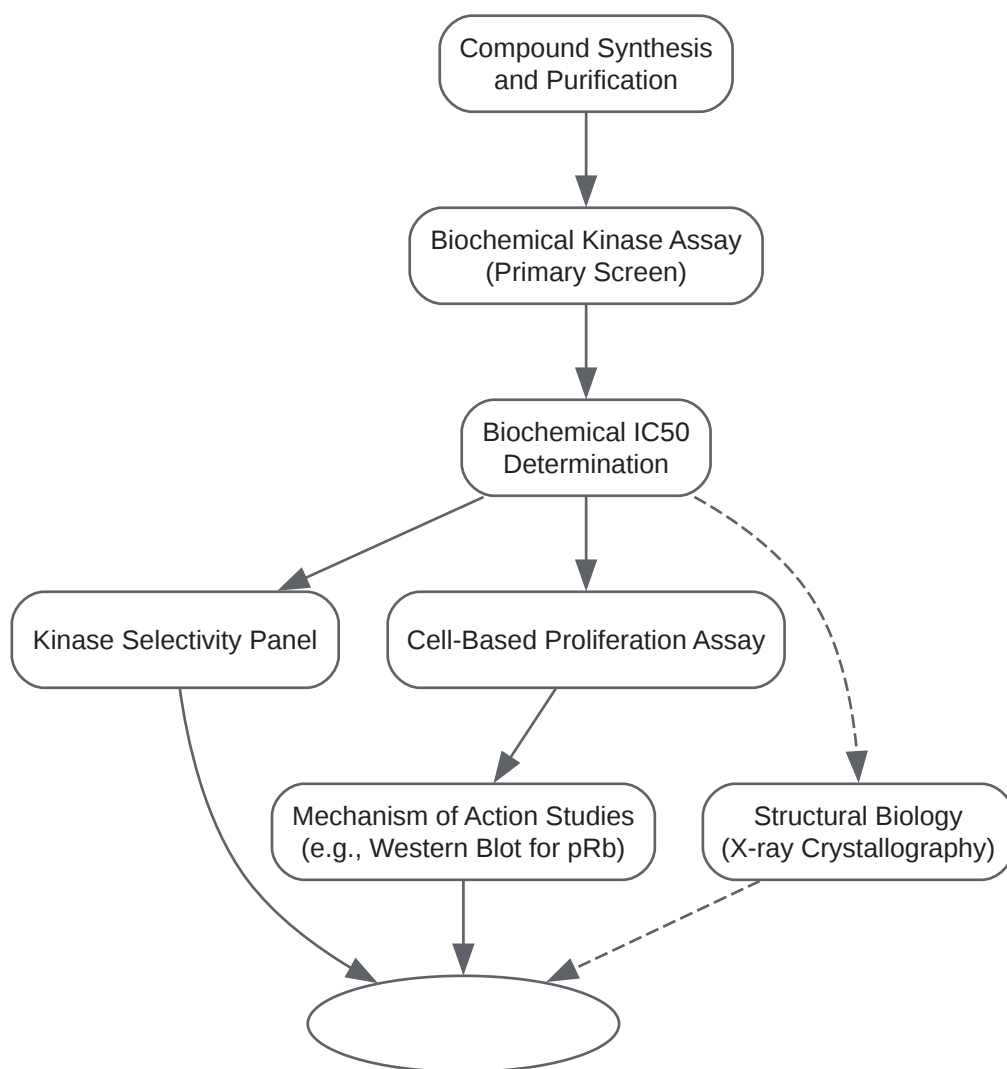 Compound Synthesis
and Purification
Biochemical Kinase Assay
(Primary Screen)
Biochemical IC50
Determination
Kinase Selectivity Panel
Cell-Based Proliferation Assay
Mechanism of Action Studies
(e.g., Western Blot for pRb)
Structural Biology
(X-ray Crystallography)